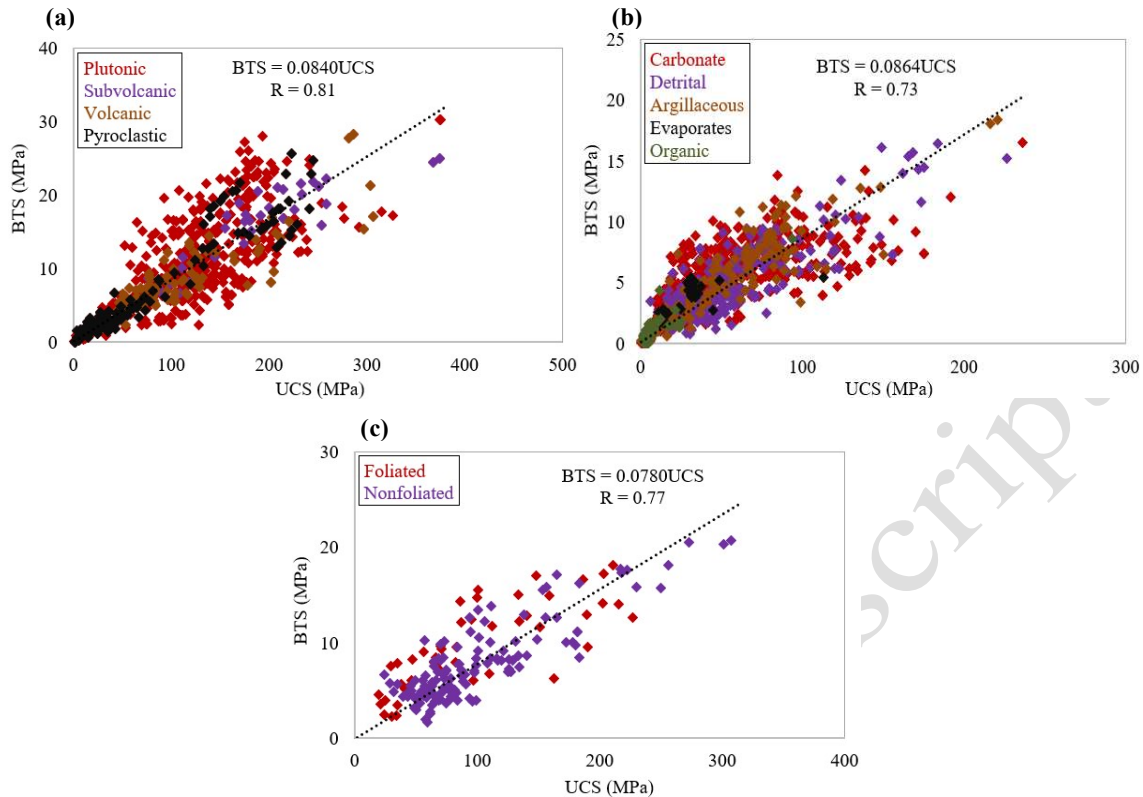 (a)
40
30
20
10
0
BTS (MPa)
Plutonic
Subvolcanic
Volcanic
Pyroclastic
BTS = 0.0840UCS
R = 0.81
0 100 200 300 400 500
UCS (MPa)
(b)
25
20
15
10
5
0
BTS (MPa)
Carbonate
Detrital
Argillaceous
Evaporates
Organic
BTS = 0.0864UCS
R = 0.73
0 100 200 300
UCS (MPa)
(c)
30
20
10
0
BTS (MPa)
Foliated
Nonfoliated
BTS = 0.0780UCS
R = 0.77
0 100 200 300 400
UCS (MPa)